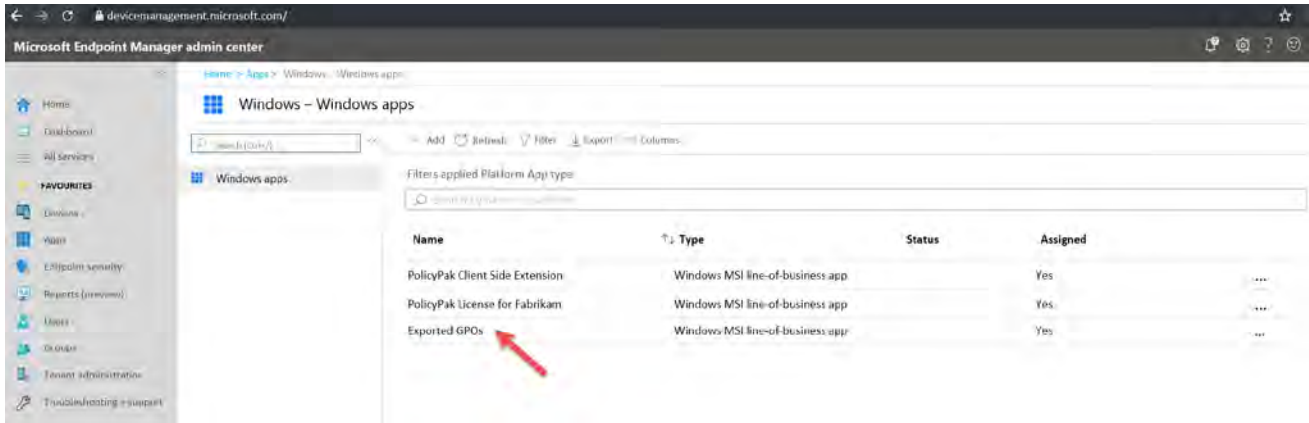 devicemanagement.microsoft.com/
Microsoft Endpoint Manager admin center
Home > Apps > Windows - Windows apps
Windows – Windows apps
Home
Dashboard
All services
FAVOURITES
Devices
Apps
Endpoint security
Reports (preview)
Users
Groups
Tenant administration
Troubleshooting + support
Windows apps
Add Refresh Filter Export Columns
Filters applied Platform App type
Name Type Status Assigned
PolicyPak Client Side Extension Windows MSI line-of-business app Yes ...
PolicyPak License for Fabrikam Windows MSI line-of-business app Yes ...
Exported GPOs Windows MSI line-of-business app Yes ...